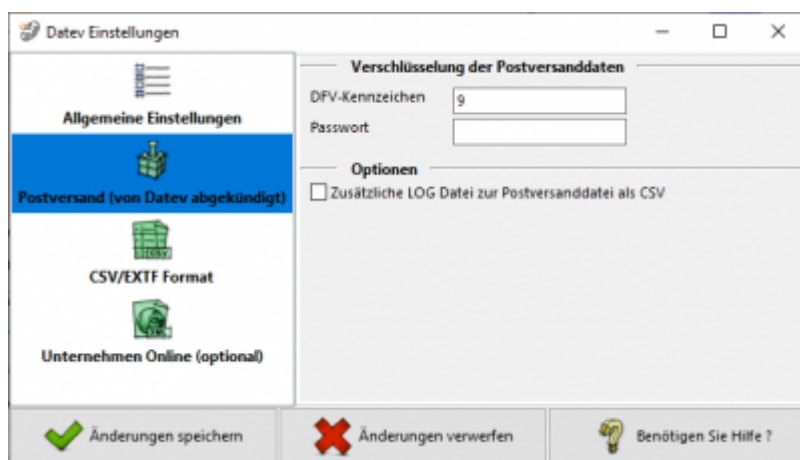 Datev Einstellungen
Allgemeine Einstellungen
Postversand (von Datev abgekündigt)
CSV/EXTF Format
Unternehmen Online (optional)
Verschlüsselung der Postversanddaten
DFV-Kennzeichen 9
Passwort
Optionen
Zusätzliche LOG Datei zur Postversanddatei als CSV
Änderungen speichern
Änderungen verwerfen
Benötigen Sie Hilfe ?